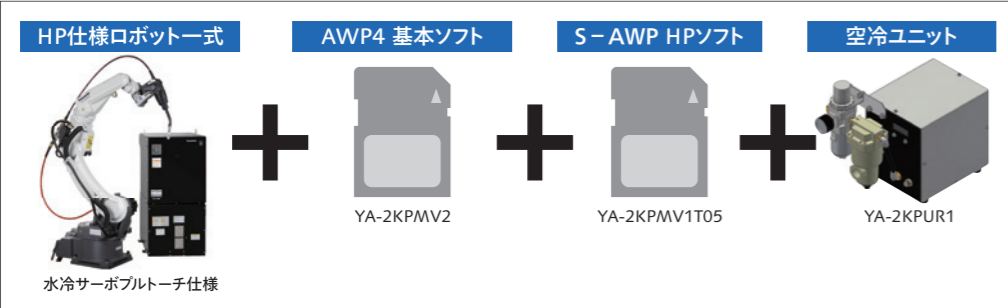 HP仕様ロボット一式
AWP4 基本ソフト
S－AWP HPソフト
空冷ユニット
YA-2KPMV2
YA-2KPMV1T05
YA-2KPUR1
水冷サーボプルトーチ仕様